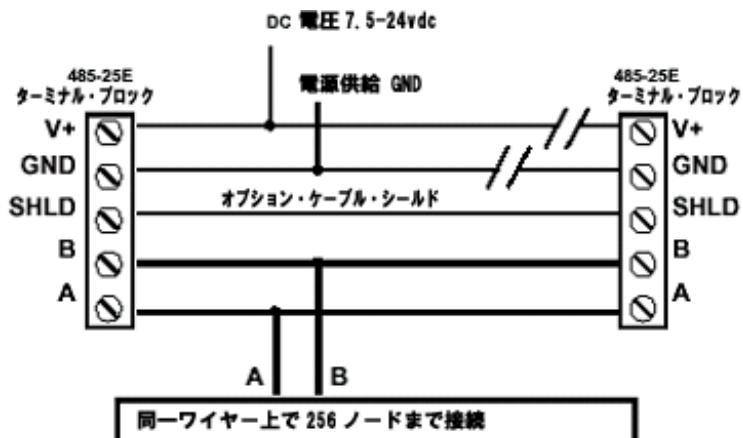 DC 電圧 7.5-24vdc
485-25E
ターミナル・ブロック
電源供給 GND
485-25E
ターミナル・ブロック
V+
V+
GND
GND
オプション・ケーブル・シールド
SHLD
SHLD
B
B
A
A
A
B
同一ワイヤー上で 256 ノードまで接続